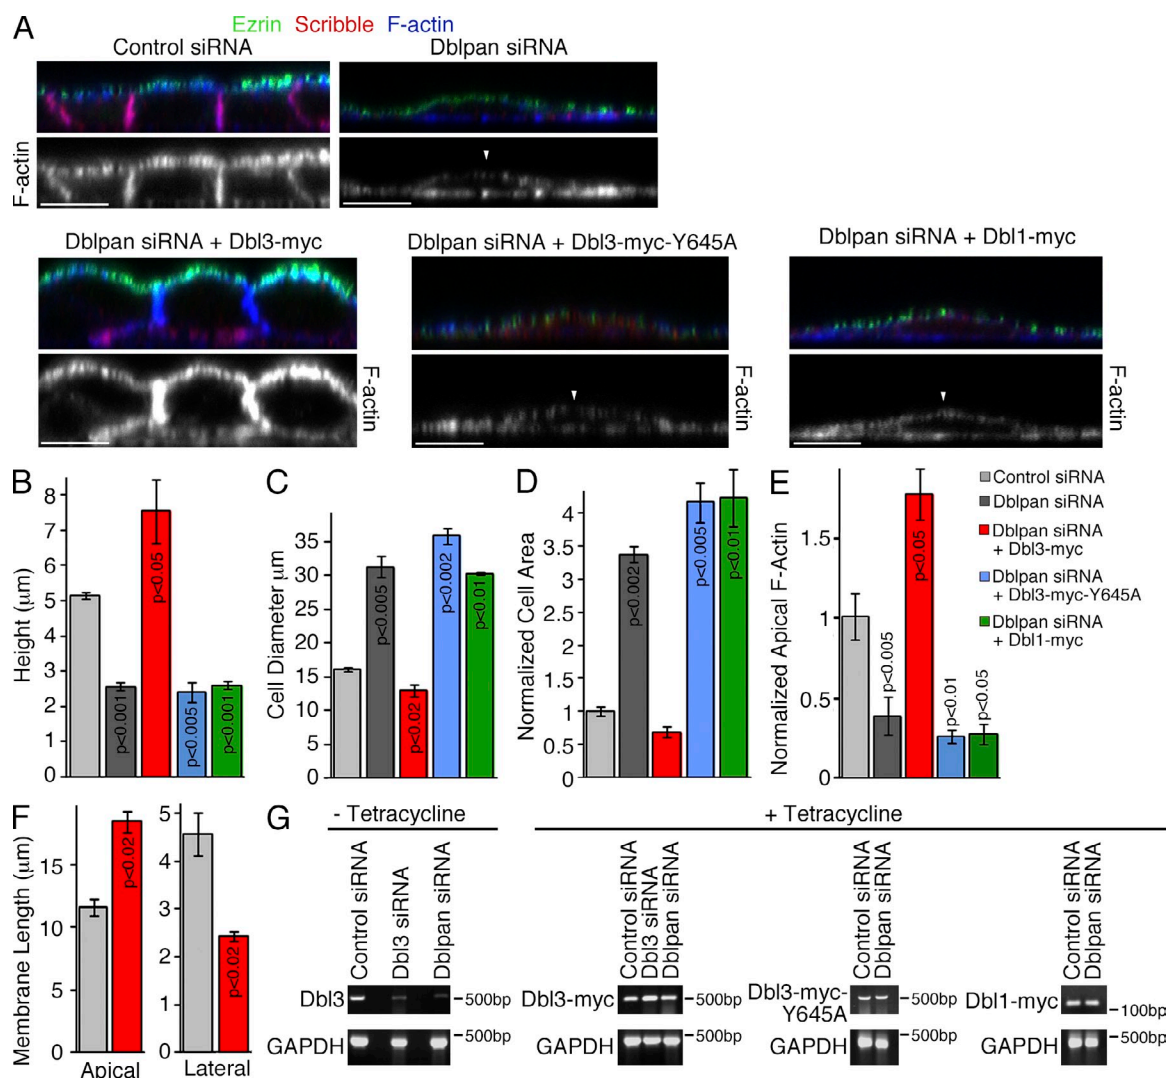 A
Ezrin Scribble F-actin
Control siRNA
Dblpan siRNA
F-actin
Dblpan siRNA + Dbl3-myc
Dblpan siRNA + Dbl3-myc-Y645A
Dblpan siRNA + Dbl1-myc
F-actin
F-actin
F-actin
B
Height (μm)
8
7
6
5
4
3
2
1
0
p<0.001
p<0.05
p<0.005
p<0.001
C
Cell Diameter μm
35
30
25
20
15
10
5
0
p<0.005
p<0.02
p<0.002
p<0.01
D
Normalized Cell Area
4
3.5
3
2.5
2
1.5
1
0.5
0
p<0.002
p<0.005
p<0.01
E
Normalized Apical F-Actin
1.5
1
0.5
0
p<0.005
p<0.05
p<0.01
p<0.05
Control siRNA
Dblpan siRNA
Dblpan siRNA
+ Dbl3-myc
Dblpan siRNA
+ Dbl3-myc-Y645A
Dblpan siRNA
+ Dbl1-myc
F
Membrane Length (μm)
15
10
5
0
p<0.02
Apical
5
4
3
2
1
0
p<0.02
Lateral
G
- Tetracycline
+ Tetracycline
Control siRNA
Dbl3 siRNA
Dblpan siRNA
Control siRNA
Dbl3 siRNA
Dblpan siRNA
Control siRNA
Dblpan siRNA
Control siRNA
Dblpan siRNA
Dbl3
500bp
Dbl3-myc
500bp
Dbl3-myc-
Y645A
500bp
Dbl1-myc
100bp
GAPDH
500bp
GAPDH
500bp
GAPDH
500bp
GAPDH
500bp